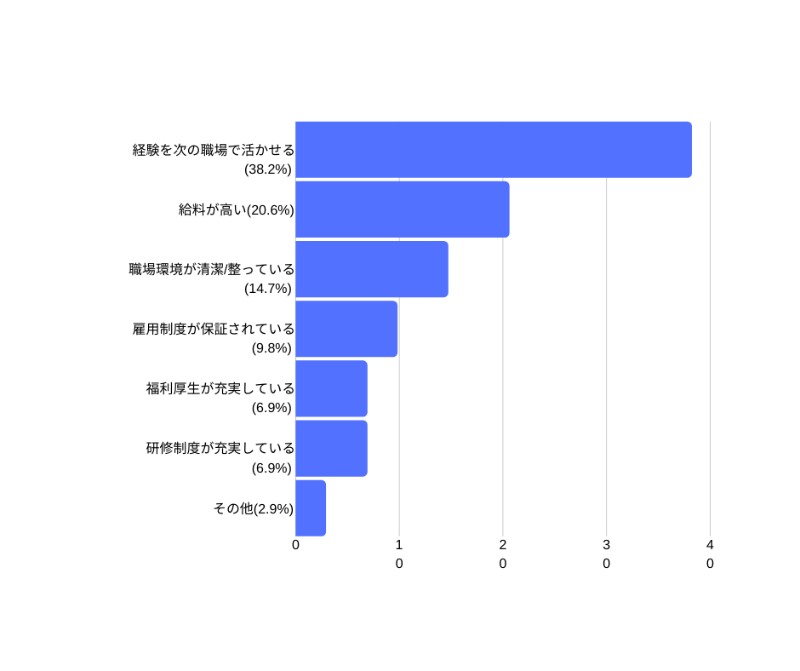 経験を次の職場で活かせる
(38.2%)
給料が高い(20.6%)
職場環境が清潔/整っている
(14.7%)
雇用制度が保証されている
(9.8%)
福利厚生が充実している
(6.9%)
研修制度が充実している
(6.9%)
その他(2.9%)
0 1 2 3 4
0 0 0 0